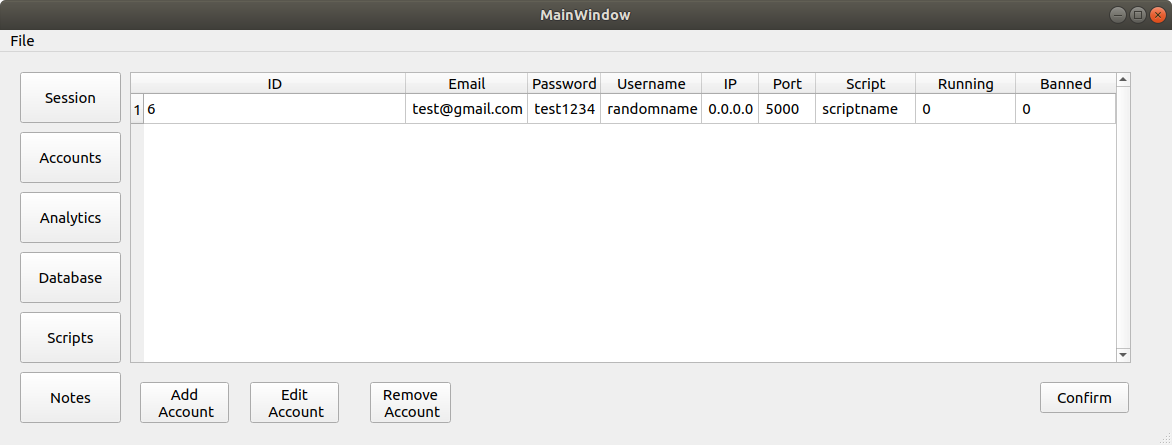 MainWindow
File
Session
Accounts
Analytics
Database
Scripts
Notes
ID Email Password Username IP Port Script Running Banned
1 6 test@gmail.com test1234 randomname 0.0.0.0 5000 scriptname 0 0
Add
Account
Edit
Account
Remove
Account
Confirm